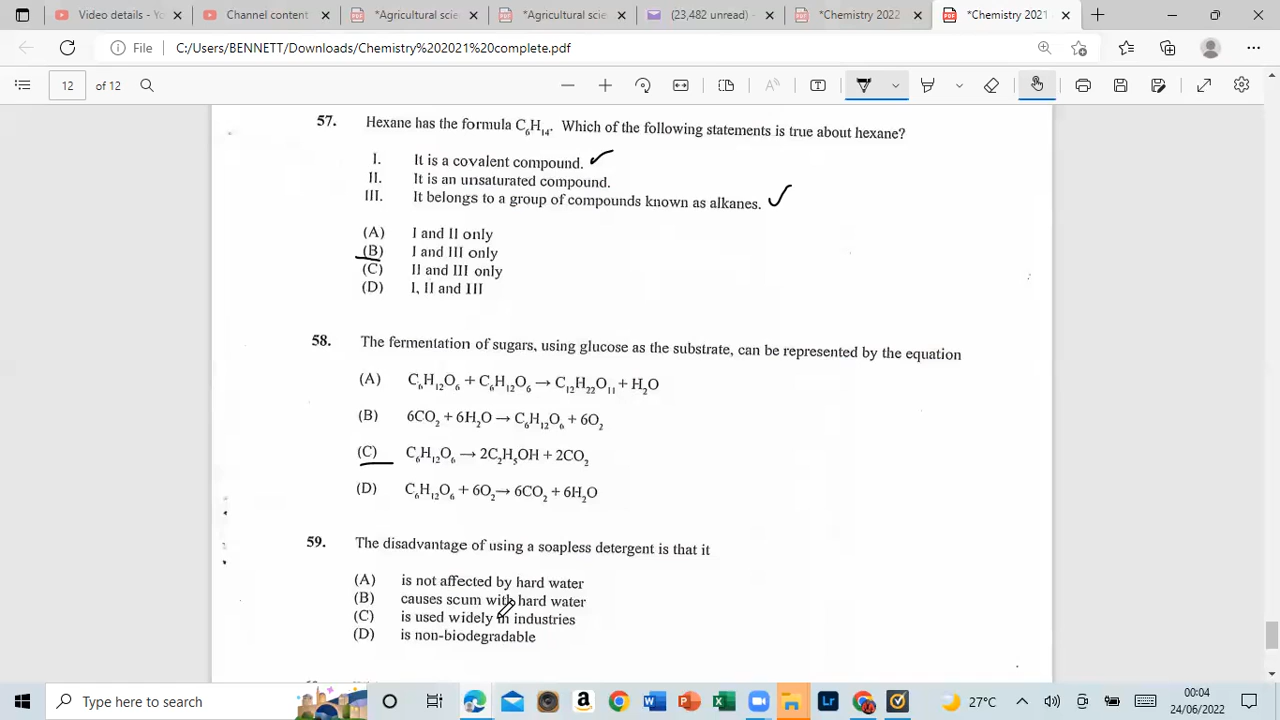 Video details - YouTu
Content details - YouT
*Agricultural science
*Agricultural science
(23,482 unread) -
*Chemistry 2022
*Chemistry 2021
File
C:/Users/BENNETT/Downloads/Chemistry%202021%20complete.pdf
12 of 12
57. Hexane has the formula C₆H₁₄. Which of the following statements is true about hexane?
I. It is a covalent compound.
II. It is an unsaturated compound.
III. It belongs to a group of compounds known as alkanes.
(A) I and II only
(B) I and III only
(C) II and III only
(D) I, II and III
58. The fermentation of sugars, using glucose as the substrate, can be represented by the equation
(A) C₆H₁₂O₆ + C₆H₁₂O₆ → C₁₂H₂₂O₁₁ + H₂O
(B) 6CO₂ + 6H₂O → C₆H₁₂O₆ + 6O₂
(C) C₆H₁₂O₆ → 2C₂H₅OH + 2CO₂
(D) C₆H₁₂O₆ + 6O₂ → 6CO₂ + 6H₂O
59. The disadvantage of using a soapless detergent is that it
(A) is not affected by hard water
(B) causes scum with hard water
(C) is used widely in industries
(D) is non-biodegradable
Type here to search
27°C
00:04
24/06/2022